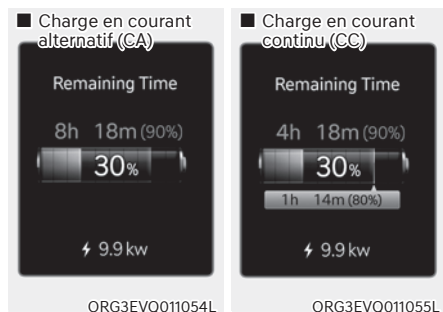 ■ Charge en courant
alternatif (CA)
Remaining Time
8h 18m (90%)
30%
9.9 kw
ORG3EVQ011054L
■ Charge en courant
continu (CC)
Remaining Time
4h 18m (90%)
30%
1h 14m (80%)
9.9 kw
ORG3EVQ011055L